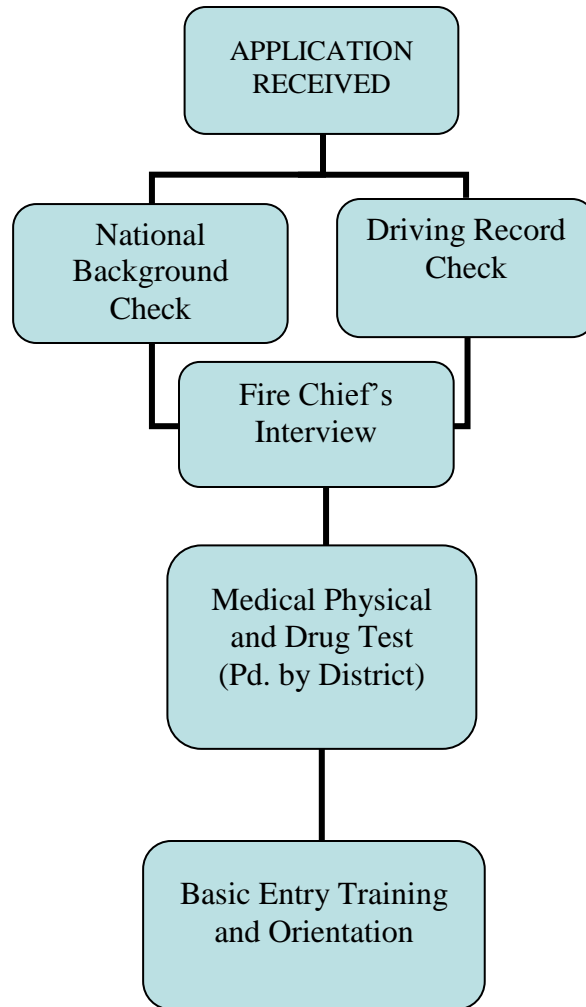 APPLICATION
RECEIVED
National
Background
Check
Driving Record
Check
Fire Chief’s
Interview
Medical Physical
and Drug Test
(Pd. by District)
Basic Entry Training
and Orientation